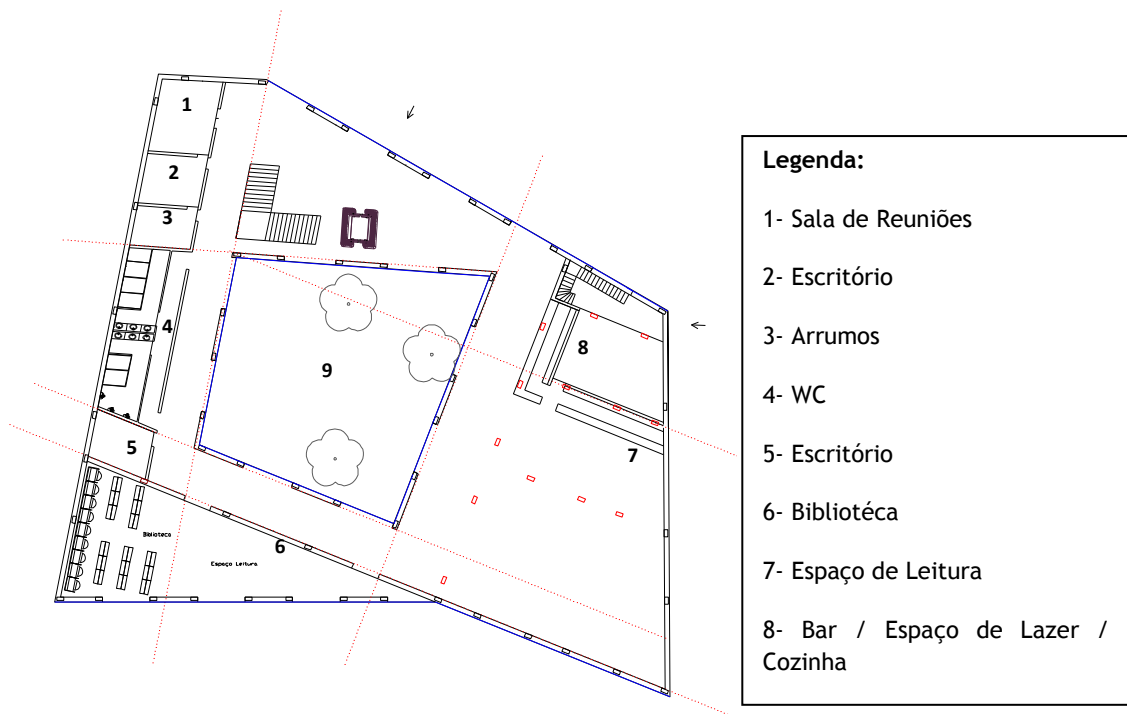 1
2
3
4
5
6
7
8
9
Bibliotéca
Espaço Leitura
Legenda:
1- Sala de Reuniões
2- Escritório
3- Arrumos
4- WC
5- Escritório
6- Bibliotéca
7- Espaço de Leitura
8- Bar / Espaço de Lazer /
Cozinha